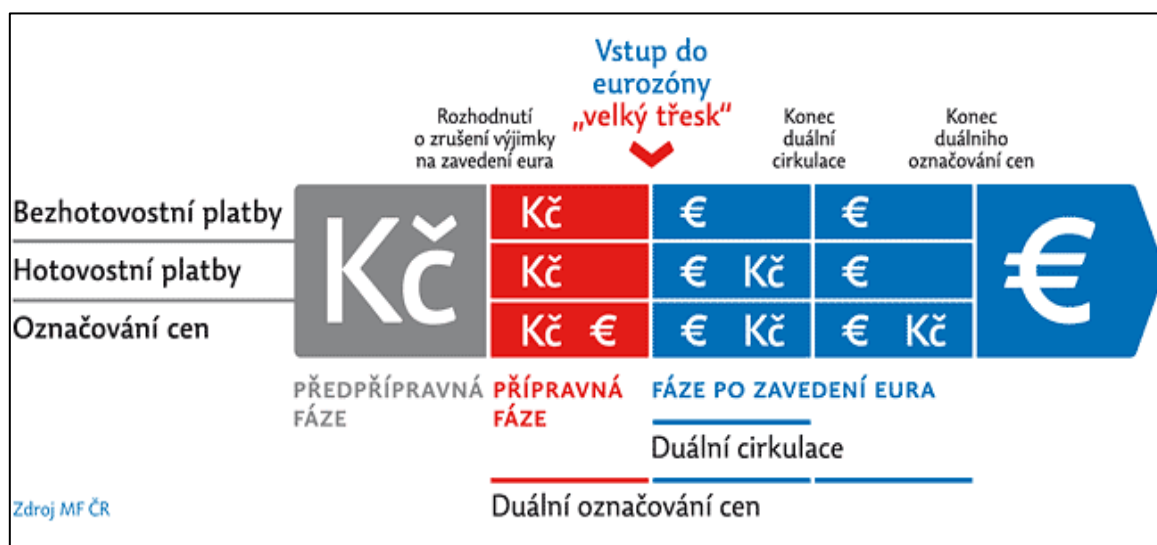 Vstup do
eurozóny
„velký třesk“
Rozhodnutí
o zrušení výjimky
na zavedení eura
Konec
duální
cirkulace
Konec
duálniho
označování cen
Bezhotovostní platby
Hotovostní platby
Označování cen
Kč
Kč
€
€
Kč
€ Kč
€
Kč €
€ Kč
€ Kč
€
PŘEDPŘÍPRAVNÁ
FÁZE
PŘÍPRAVNÁ
FÁZE
FÁZE PO ZAVEDENÍ EURA
Duální cirkulace
Duální označování cen
Zdroj MF ČR